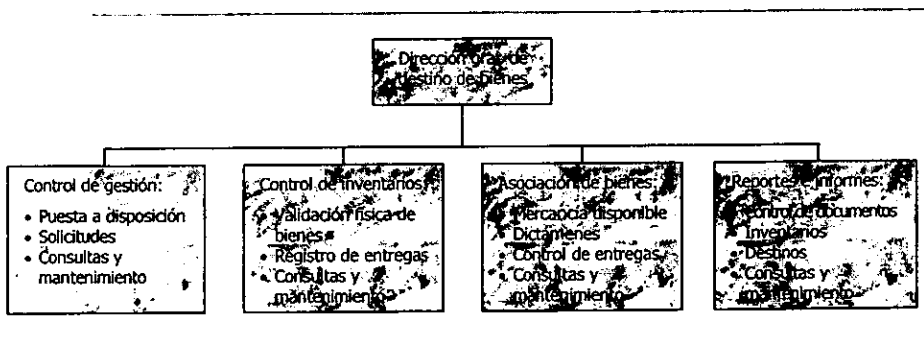 Dirección gral. de
destino de bienes
Control de gestión:
• Puesta a disposición
• Solicitudes
• Consultas y
mantenimiento
Control de inventarios:
• Validación física de
bienes
• Registro de entregas
• Consultas y
mantenimiento
Asociación de bienes:
• Mercancía disponible
• Dictámenes
• Control de entregas
• Consultas y
mantenimiento
Reportes e informes:
• Control de documentos
• Inventarios
• Destinos
• Consultas y
mantenimiento